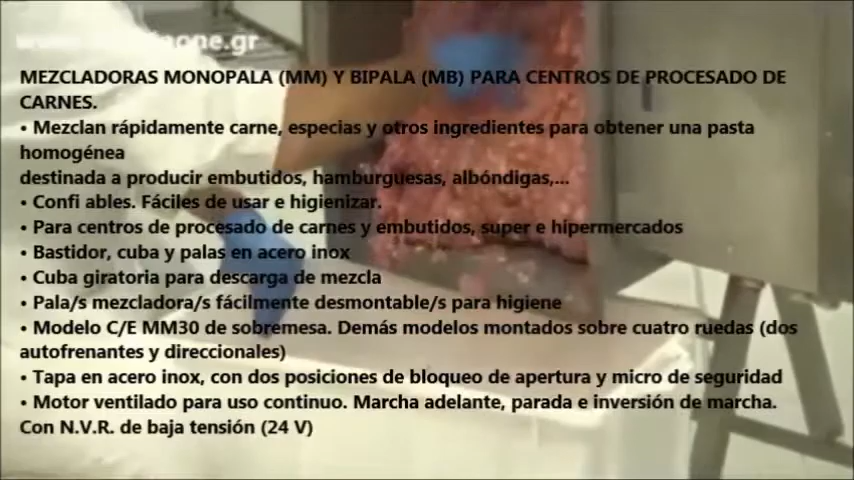 MEZCLADORAS MONOPALA (MM) Y BIPALA (MB) PARA CENTROS DE PROCESADO DE
CARNES.
• Mezclan rápidamente carne, especias y otros ingredientes para obtener una pasta
homogénea
destinada a producir embutidos, hamburguesas, albóndigas,...
• Confi ables. Fáciles de usar e higienizar.
• Para centros de procesado de carnes y embutidos, super e hipermercados
• Bastidor, cuba y palas en acero inox
• Cuba giratoria para descarga de mezcla
• Pala/s mezcladora/s fácilmente desmontable/s para higiene
• Modelo C/E MM30 de sobremesa. Demás modelos montados sobre cuatro ruedas (dos
autofrenantes y direccionales)
• Tapa en acero inox, con dos posiciones de bloqueo de apertura y micro de seguridad
• Motor ventilado para uso continuo. Marcha adelante, parada e inversión de marcha.
Con N.V.R. de baja tensión (24 V)